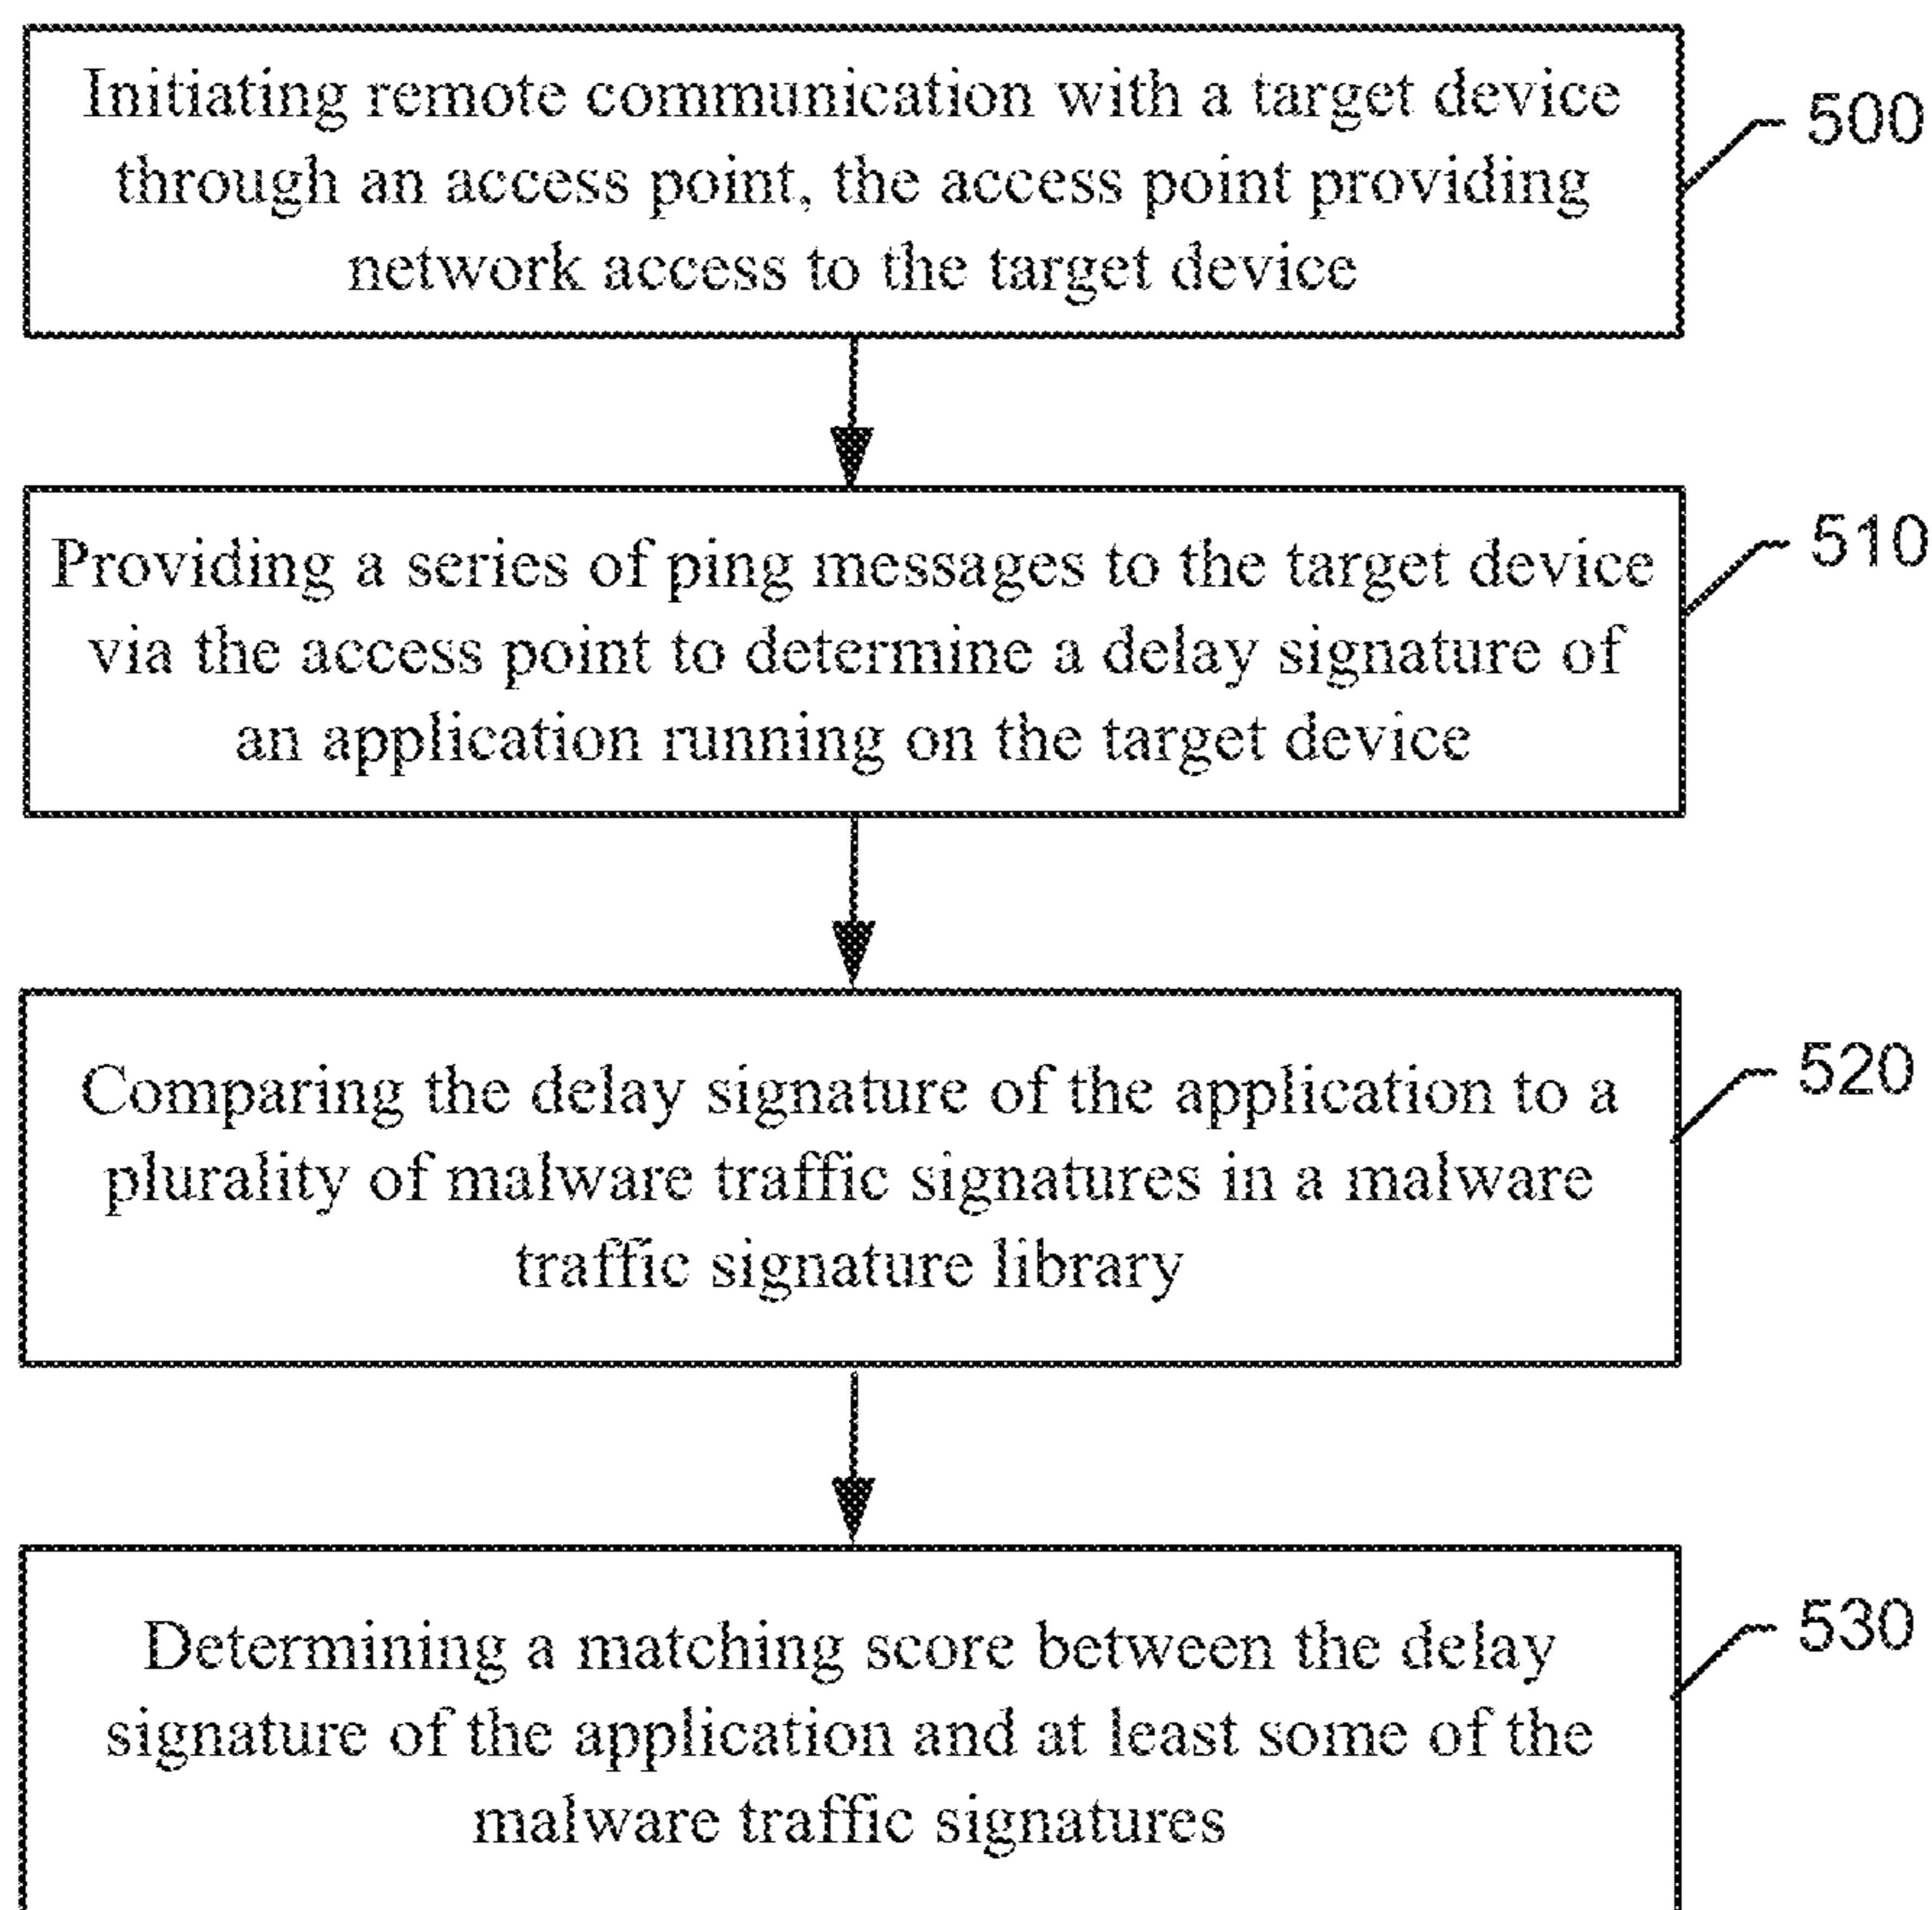 Initiating remote communication with a target device
through an access point, the access point providing
network access to the target device
500
Providing a series of ping messages to the target device
via the access point to determine a delay signature of
an application running on the target device
510
Comparing the delay signature of the application to a
plurality of malware traffic signatures in a malware
traffic signature library
520
Determining a matching score between the delay
signature of the application and at least some of the
malware traffic signatures
530